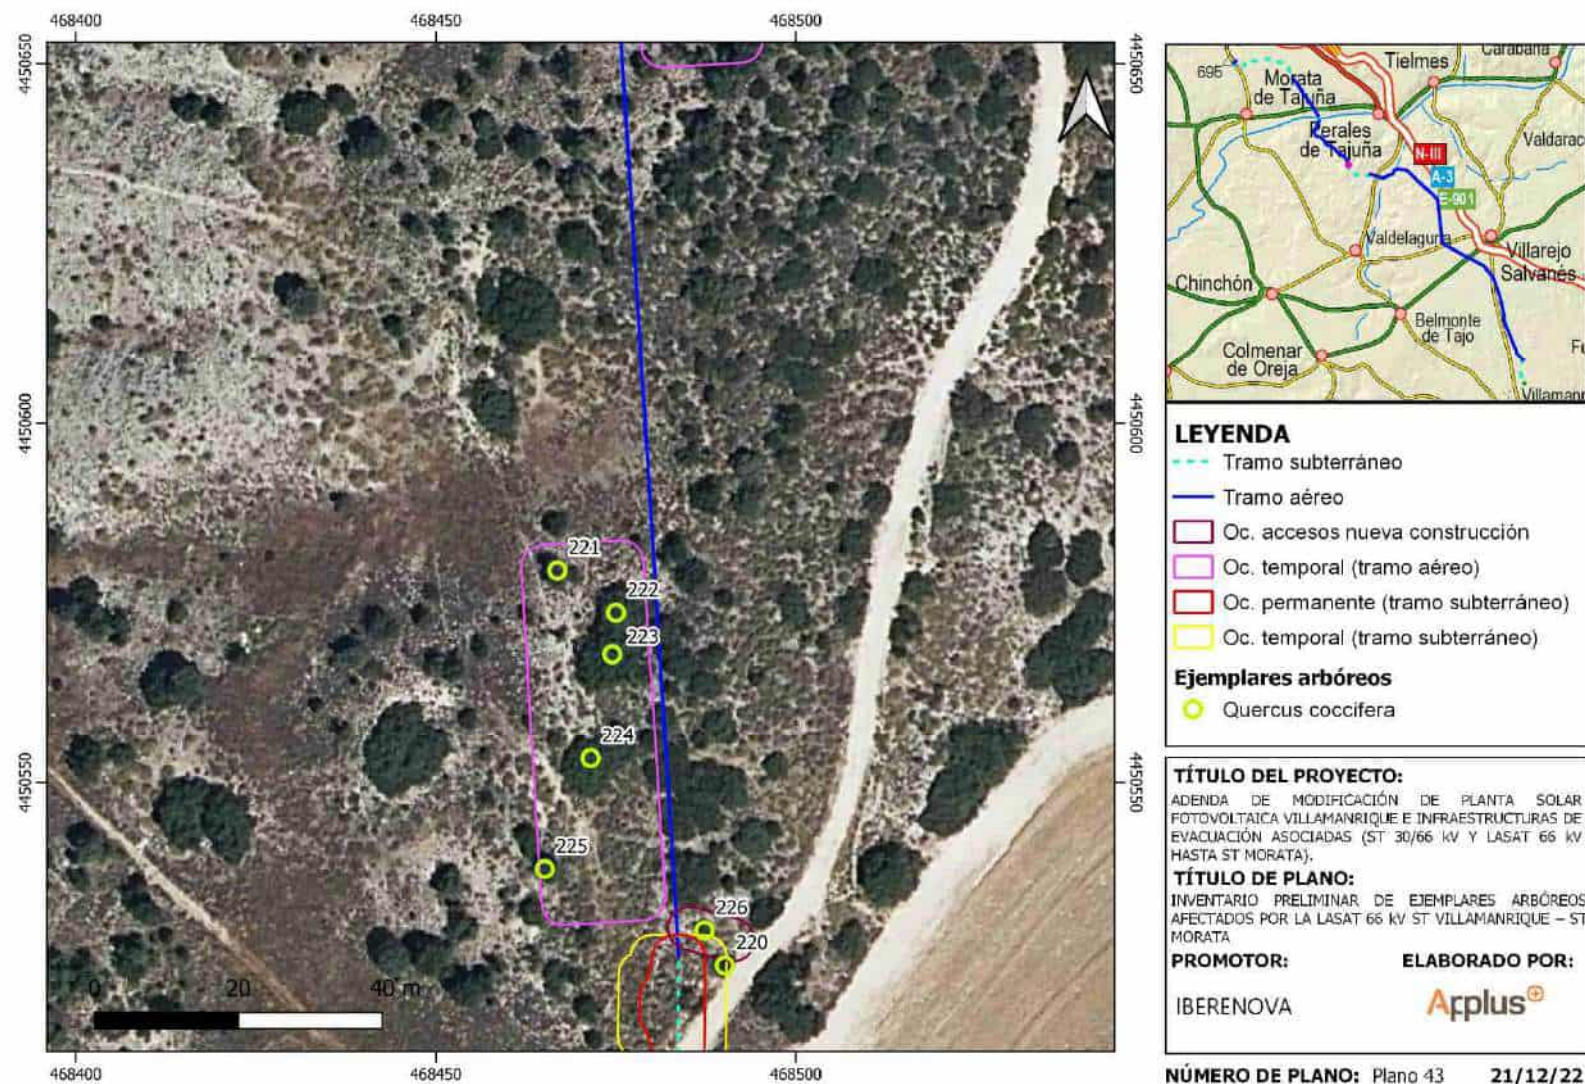 468400
468450
468500
4450650
4450650
4450600
4450600
4450550
4450550
221
222
223
224
225
226
220
0
20
40 m
468400
468450
468500
695
Morata
de Tajuña
Tielmes
Carabaña
Perales
de Tajuña
Valdarac
N-III
A-3
E-901
Valdelaguna
Villarejo
Salvanés
Chinchón
Belmonte
de Tajo
Colmenar
de Oreja
Villamanr
LEYENDA
Tramo subterráneo
Tramo aéreo
Oc. accesos nueva construcción
Oc. temporal (tramo aéreo)
Oc. permanente (tramo subterráneo)
Oc. temporal (tramo subterráneo)
Ejemplares arbóreos
Quercus coccifera
TÍTULO DEL PROYECTO:
ADENDA DE MODIFICACIÓN DE PLANTA SOLAR
FOTOVOLTAICA VILLAMANRIQUE E INFRAESTRUCTURAS DE
EVACUACIÓN ASOCIADAS (ST 30/66 kV Y LASAT 66 kV
HASTA ST MORATA).
TÍTULO DE PLANO:
INVENTARIO PRELIMINAR DE EJEMPLARES ARBÓREOS
AFECTADOS POR LA LASAT 66 kV ST VILLAMANRIQUE – ST
MORATA
PROMOTOR: ELABORADO POR:
IBERENOVA Applus+
NÚMERO DE PLANO: Plano 43 21/12/22